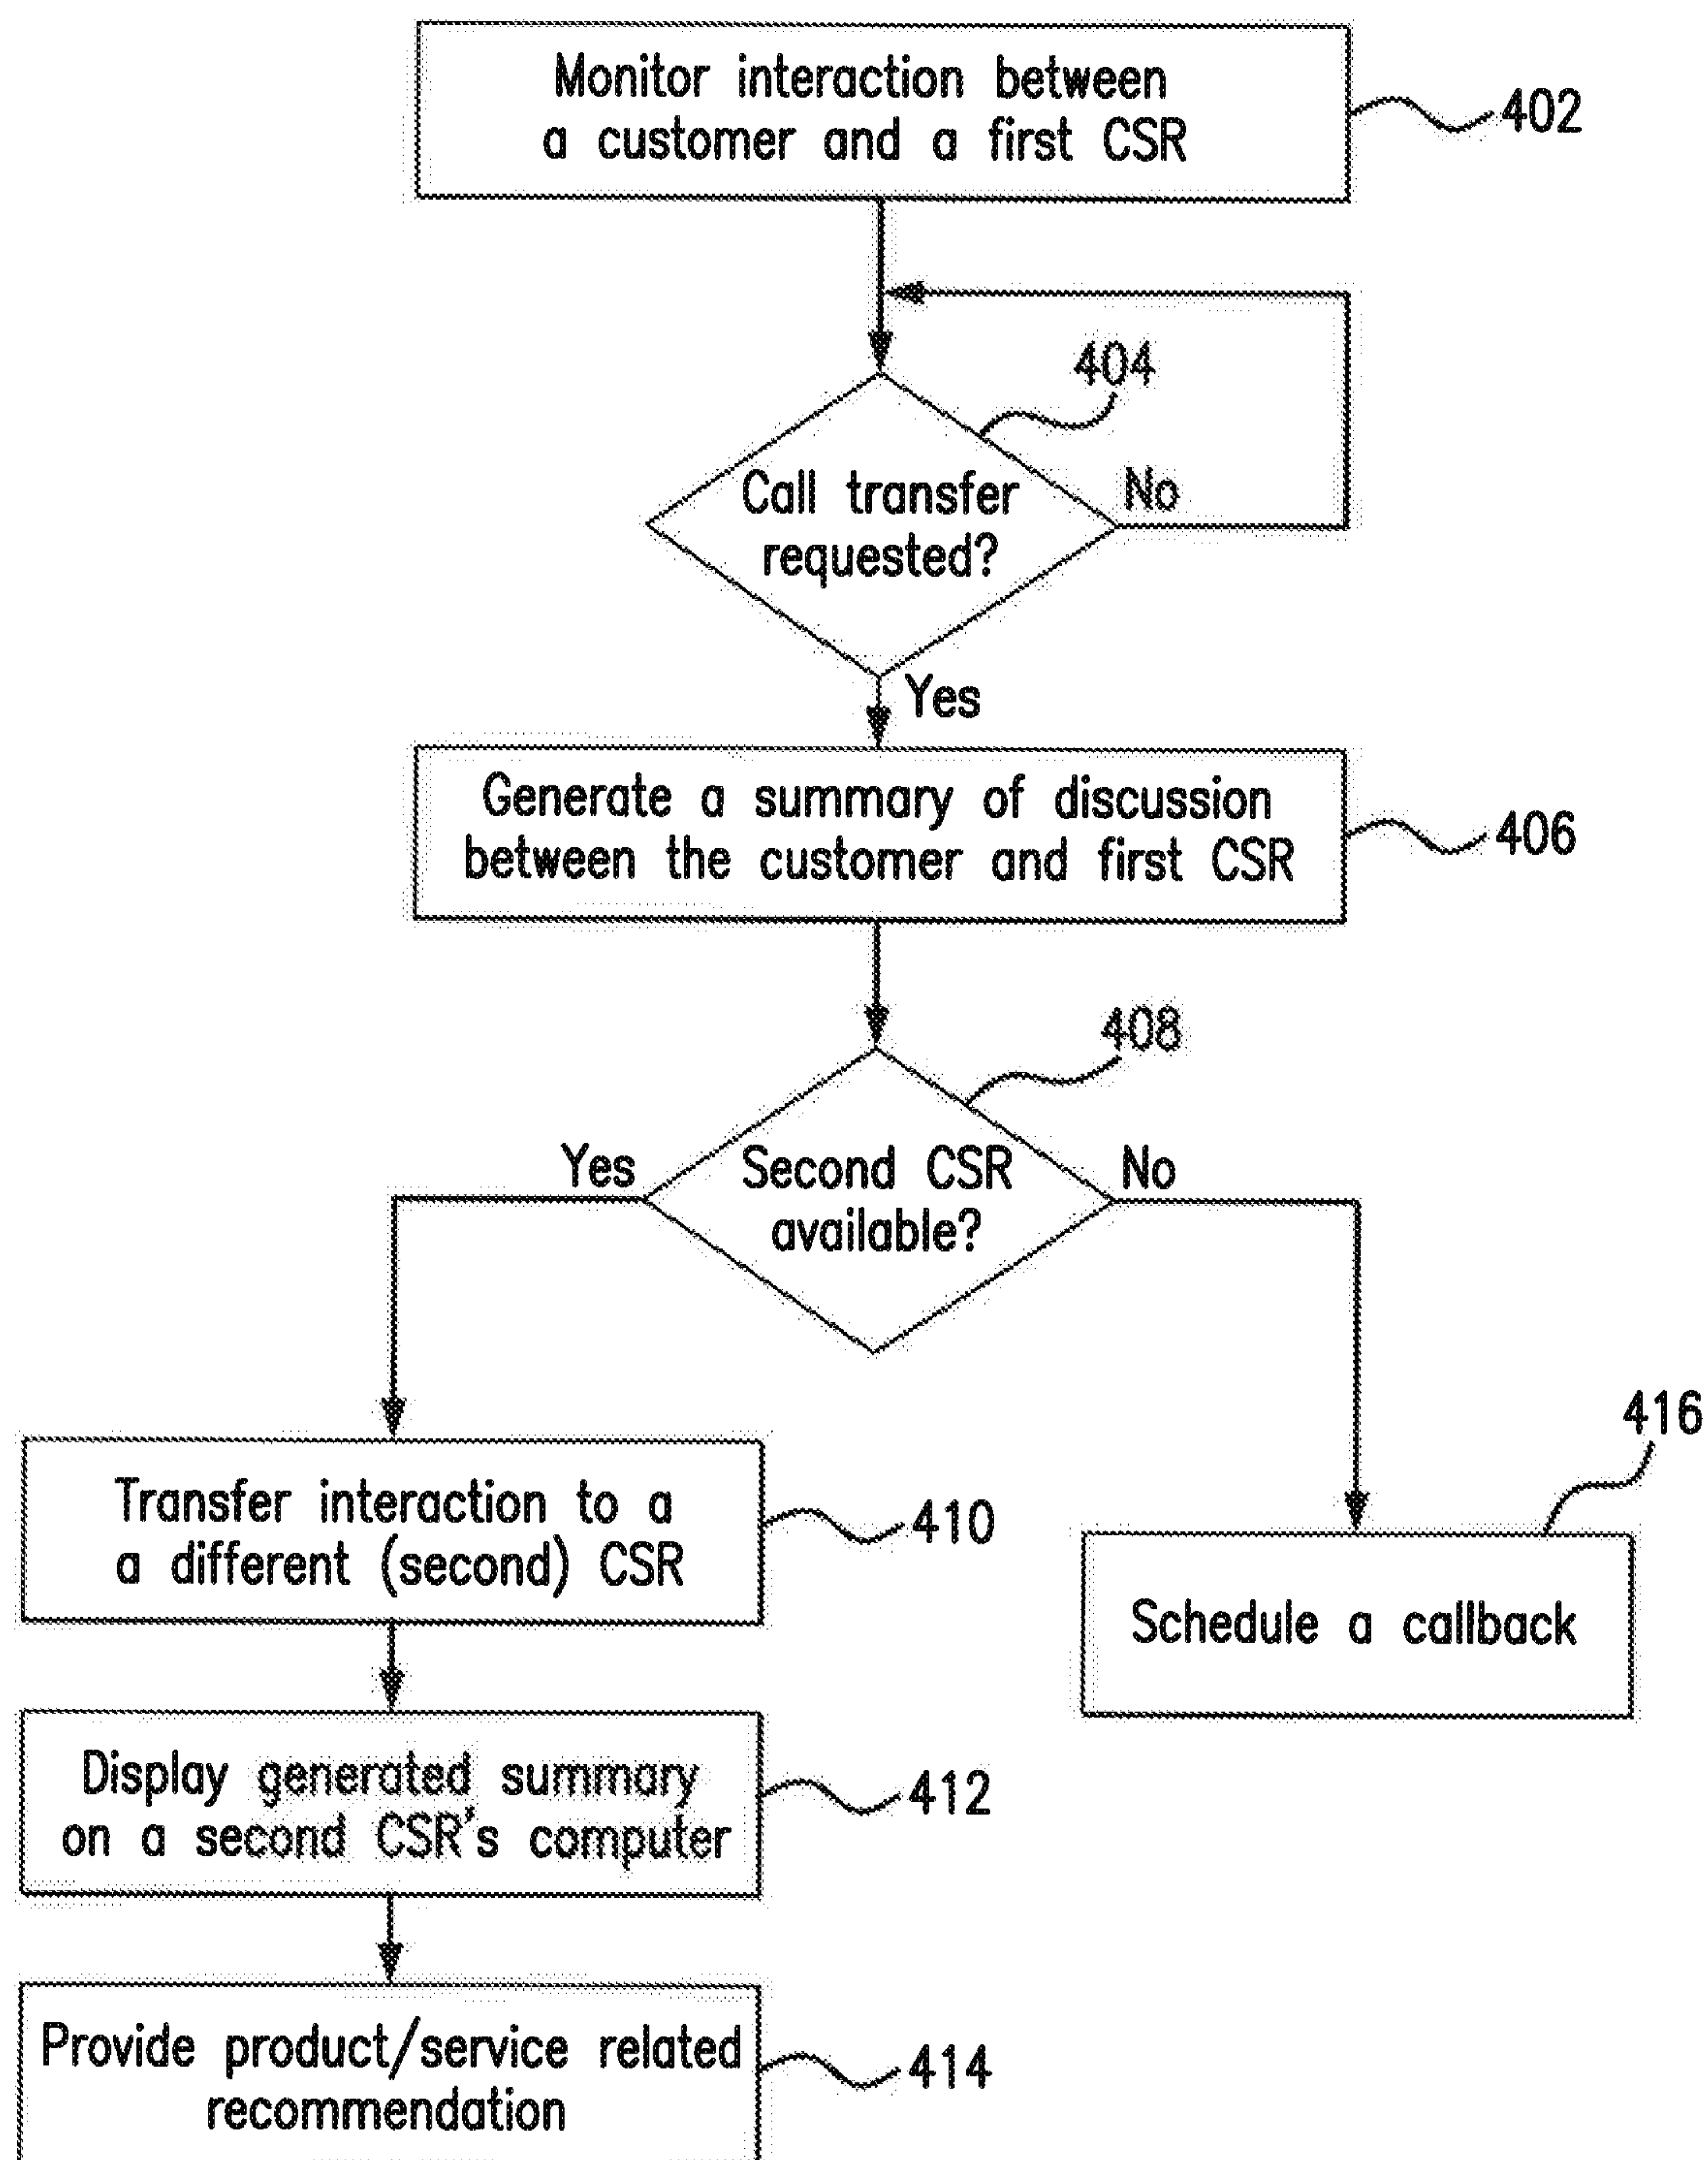 Monitor interaction between
a customer and a first CSR
402
404
Call transfer
requested?
No
Yes
Generate a summary of discussion
between the customer and first CSR
406
408
Yes
Second CSR
available?
No
Transfer interaction to a
a different (second) CSR
410
416
Schedule a callback
Display generated summary
on a second CSR's computer
412
Provide product/service related
recommendation
414